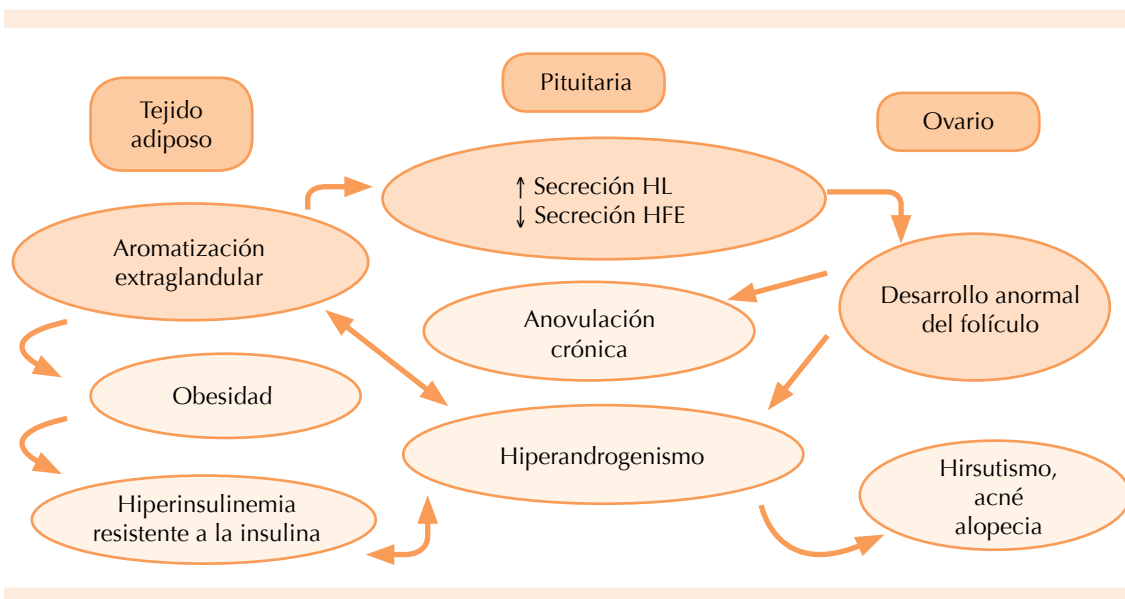 Tejido
adiposo
Pituitaria
Ovario
↑ Secreción HL
↓ Secreción HFE
Aromatización
extraglandular
Anovulación
crónica
Desarrollo anormal
del folículo
Obesidad
Hiperandrogenismo
Hiperinsulinemia
resistente a la insulina
Hirsutismo,
acné
alopecia